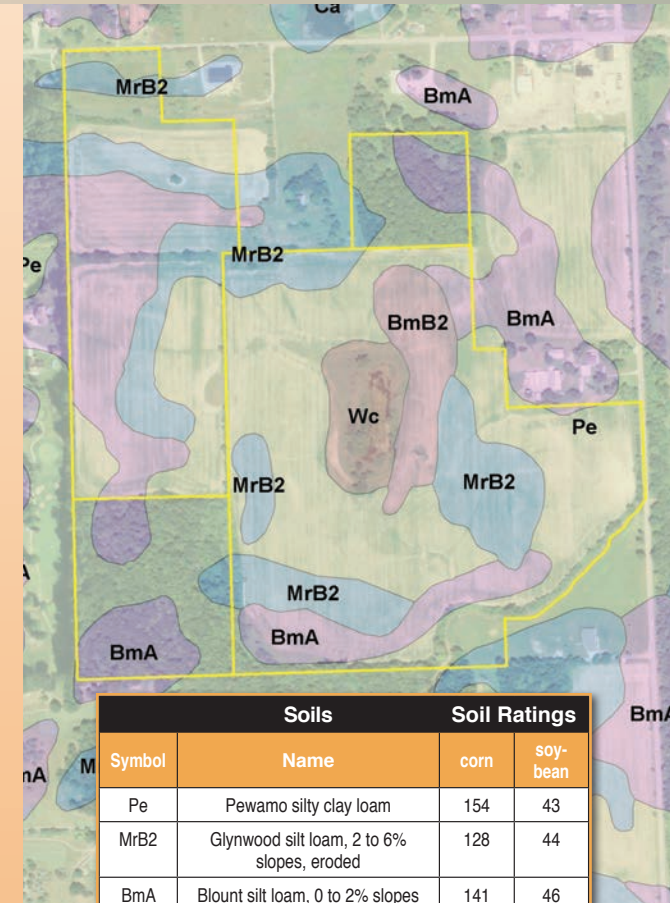 Ca
MrB2
BmA
Pe
MrB2
BmB2
BmA
Wc
Pe
MrB2
MrB2
MrB2
BmA
BmA
BmA
mA
M
Soils Soil Ratings
Symbol Name corn soy-
bean
Pe Pewamo silty clay loam 154 43
MrB2 Glynwood silt loam, 2 to 6% 128 44
slopes, eroded
BmA Blount silt loam, 0 to 2% slopes 141 46